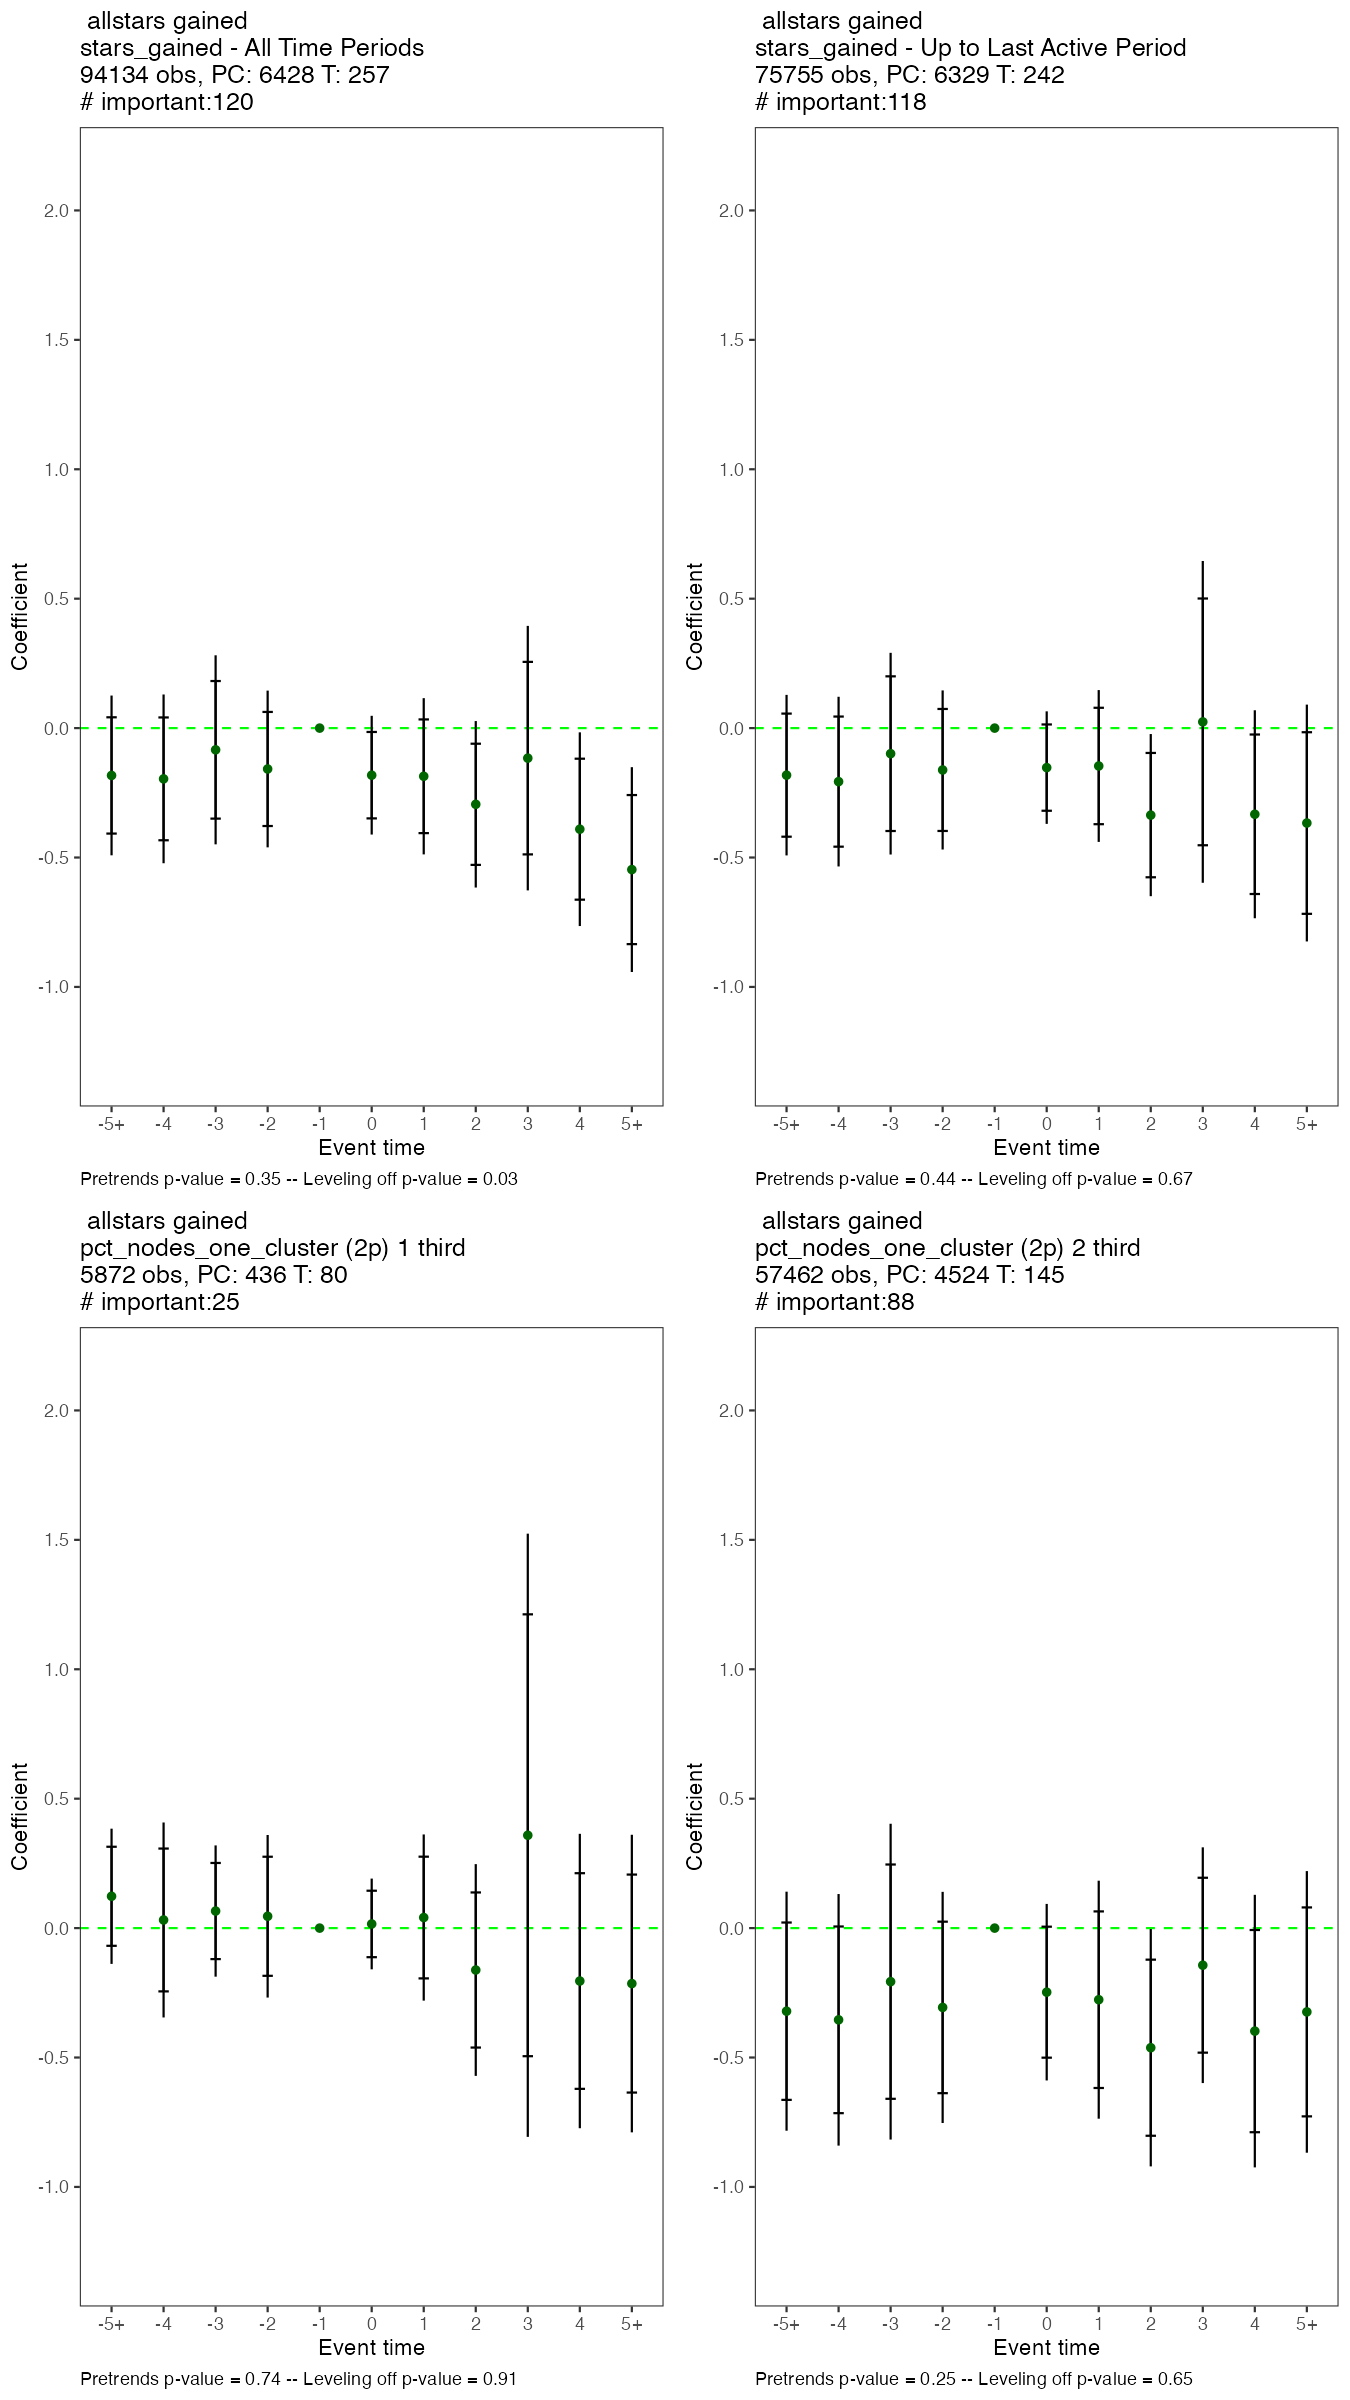 allstars gained
stars_gained - All Time Periods
94134 obs, PC: 6428 T: 257
# important:120
2.0
1.5
1.0
0.5
0.0
-0.5
-1.0
Coefficient
-5+ -4 -3 -2 -1 0 1 2 3 4 5+
Event time
Pretrends p-value = 0.35 -- Leveling off p-value = 0.03
allstars gained
stars_gained - Up to Last Active Period
75755 obs, PC: 6329 T: 242
# important:118
2.0
1.5
1.0
0.5
0.0
-0.5
-1.0
Coefficient
-5+ -4 -3 -2 -1 0 1 2 3 4 5+
Event time
Pretrends p-value = 0.44 -- Leveling off p-value = 0.67
allstars gained
pct_nodes_one_cluster (2p) 1 third
5872 obs, PC: 436 T: 80
# important:25
2.0
1.5
1.0
0.5
0.0
-0.5
-1.0
Coefficient
-5+ -4 -3 -2 -1 0 1 2 3 4 5+
Event time
Pretrends p-value = 0.74 -- Leveling off p-value = 0.91
allstars gained
pct_nodes_one_cluster (2p) 2 third
57462 obs, PC: 4524 T: 145
# important:88
2.0
1.5
1.0
0.5
0.0
-0.5
-1.0
Coefficient
-5+ -4 -3 -2 -1 0 1 2 3 4 5+
Event time
Pretrends p-value = 0.25 -- Leveling off p-value = 0.65